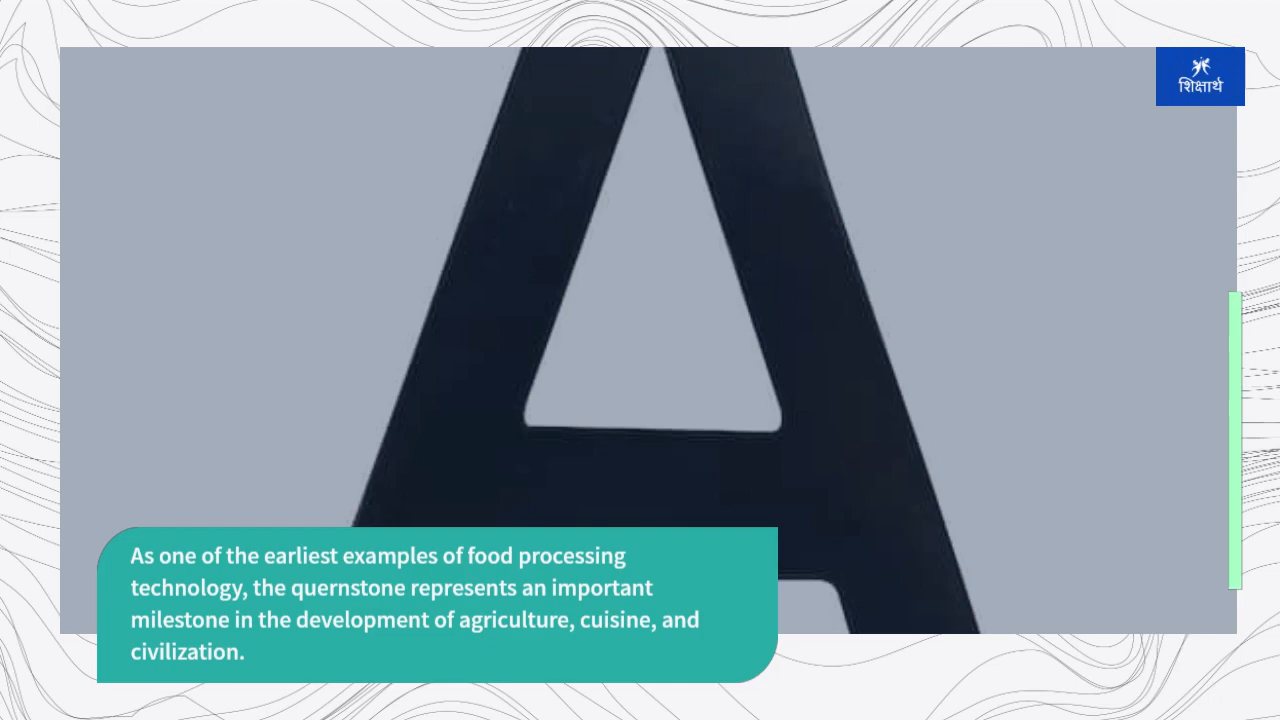 शिक्षार्थ
A
As one of the earliest examples of food processing
technology, the quernstone represents an important
milestone in the development of agriculture, cuisine, and
civilization.